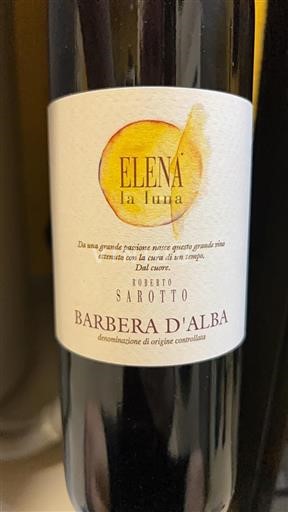 ELENA
la luna
Da una grande passione nasce questo grande vino
ottenuto con la cura di un tempo.
Dal cuore.
ROBERTO
SAROTTO
BARBERA D'ALBA
denominazione di origine controllata